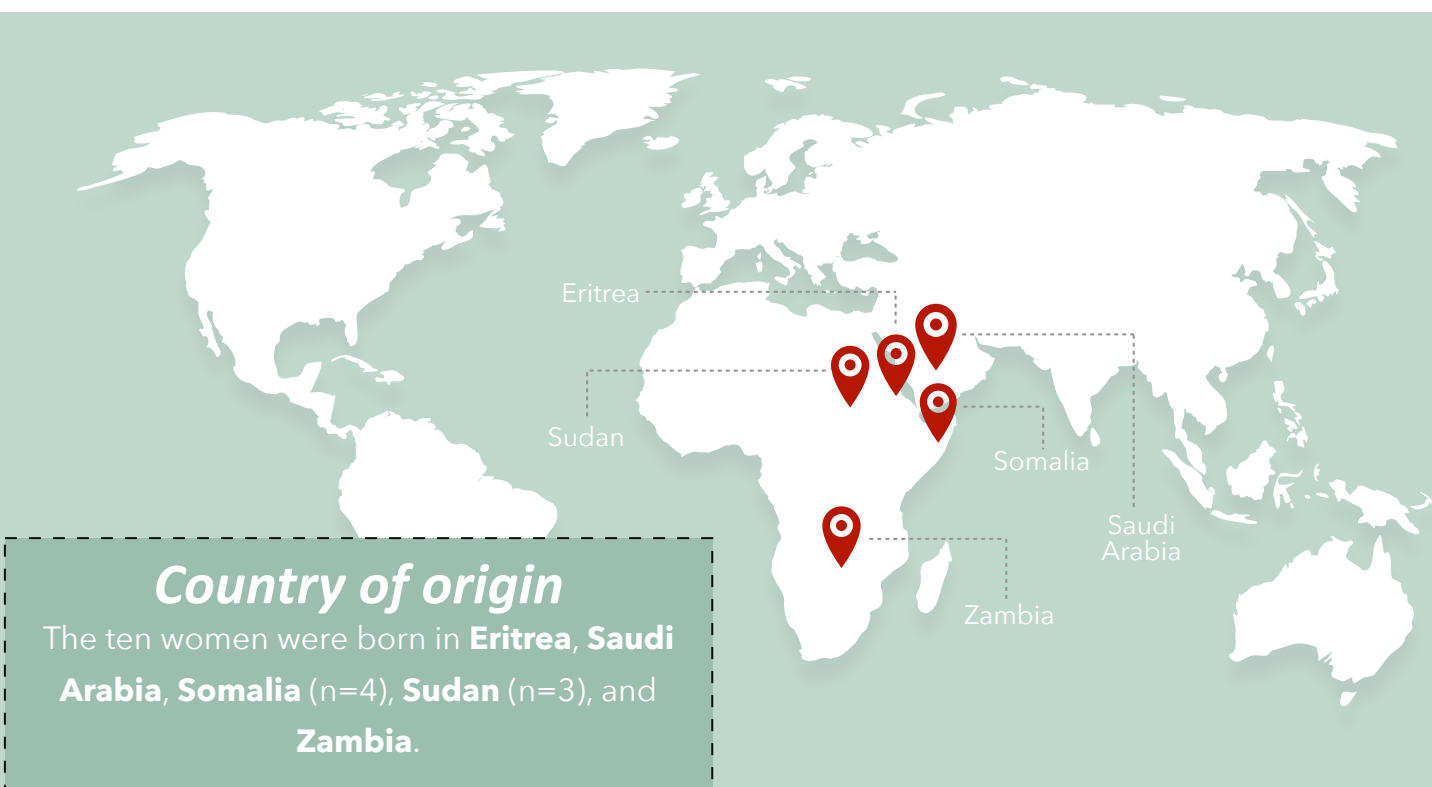 Eritrea
Sudan
Somalia
Saudi
Arabia
Zambia
Country of origin
The ten women were born in Eritrea, Saudi
Arabia, Somalia (n=4), Sudan (n=3), and
Zambia.